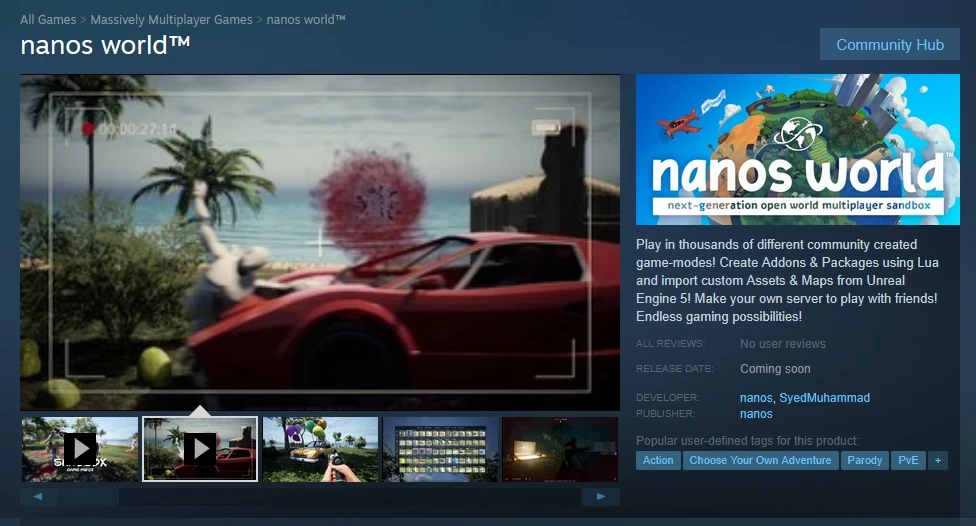 All Games > Massively Multiplayer Games > nanos world™
nanos world™
Community Hub
00:00:27:14
nanos world™
next-generation open world multiplayer sandbox
Play in thousands of different community created
game-modes! Create Addons & Packages using Lua
and import custom Assets & Maps from Unreal
Engine 5! Make your own server to play with friends!
Endless gaming possibilities!
ALL REVIEWS: No user reviews
RELEASE DATE: Coming soon
DEVELOPER: nanos, SyedMuhammad
PUBLISHER: nanos
Popular user-defined tags for this product:
Action Choose Your Own Adventure Parody PvE +